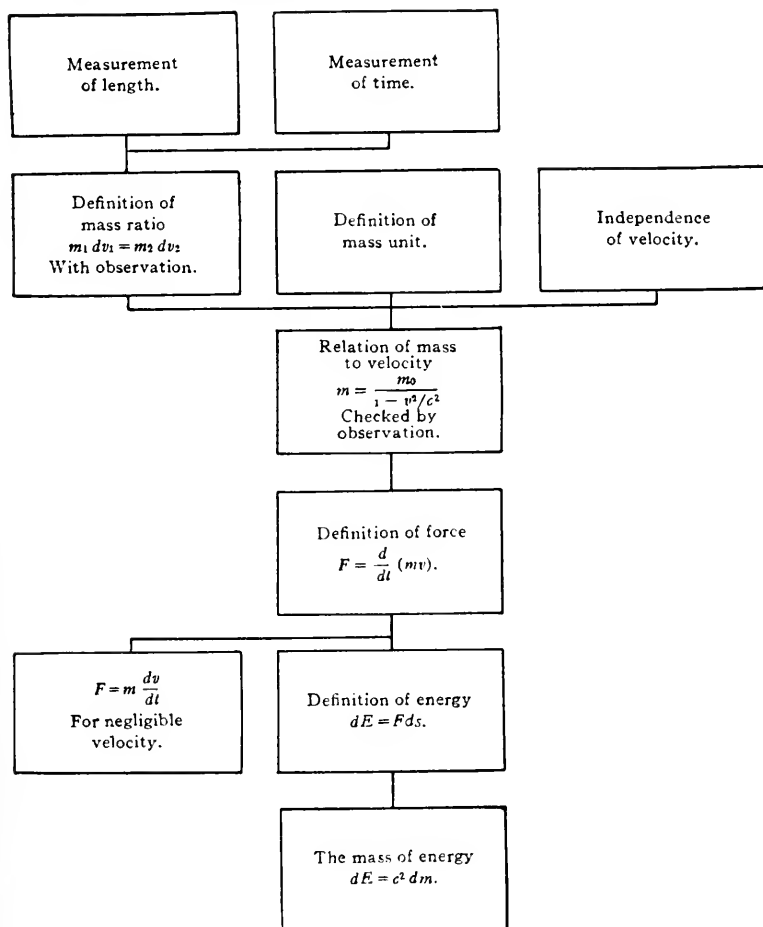 Measurement
of length.
Measurement
of time.
Definition of
mass ratio
m₁ dv₁ = m₂ dv₂
With observation.
Definition of
mass unit.
Independence
of velocity.
Relation of mass
to velocity
m = m₀ / 1 − v²/c²
Checked by
observation.
Definition of force
F = d/dt (mv).
F = m dv/dt
For negligible
velocity.
Definition of energy
dE = Fds.
The mass of energy
dE = c² dm.